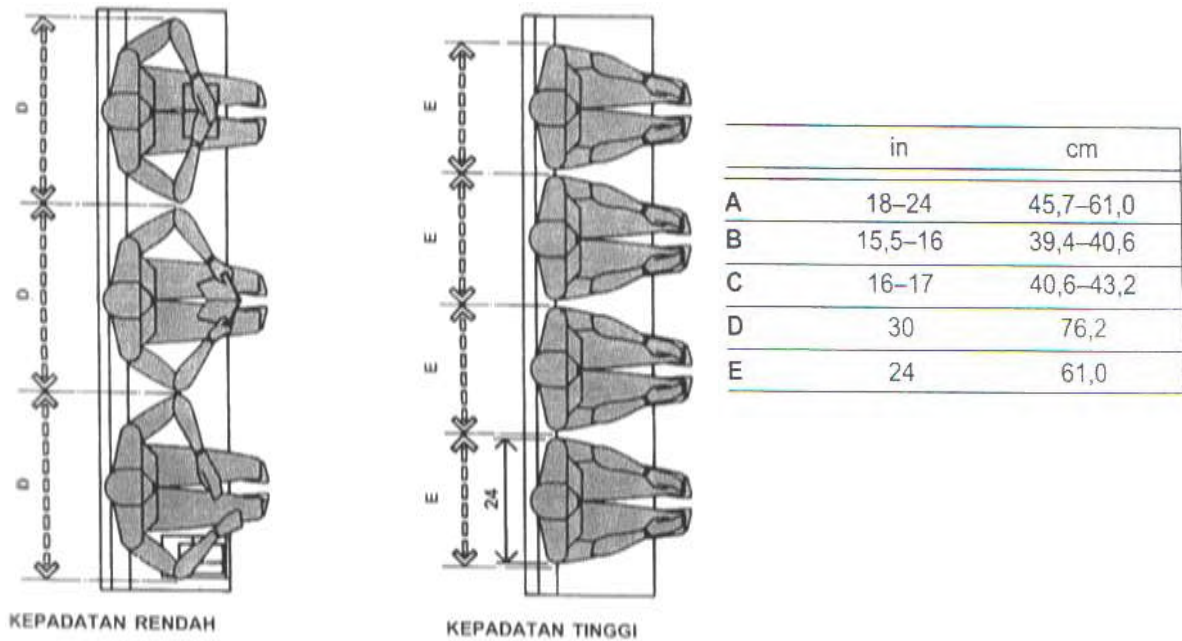 D
D
D
KEPADATAN RENDAH
E
E
E
E
24
KEPADATAN TINGGI
in cm
A 18–24 45,7–61,0
B 15,5–16 39,4–40,6
C 16–17 40,6–43,2
D 30 76,2
E 24 61,0